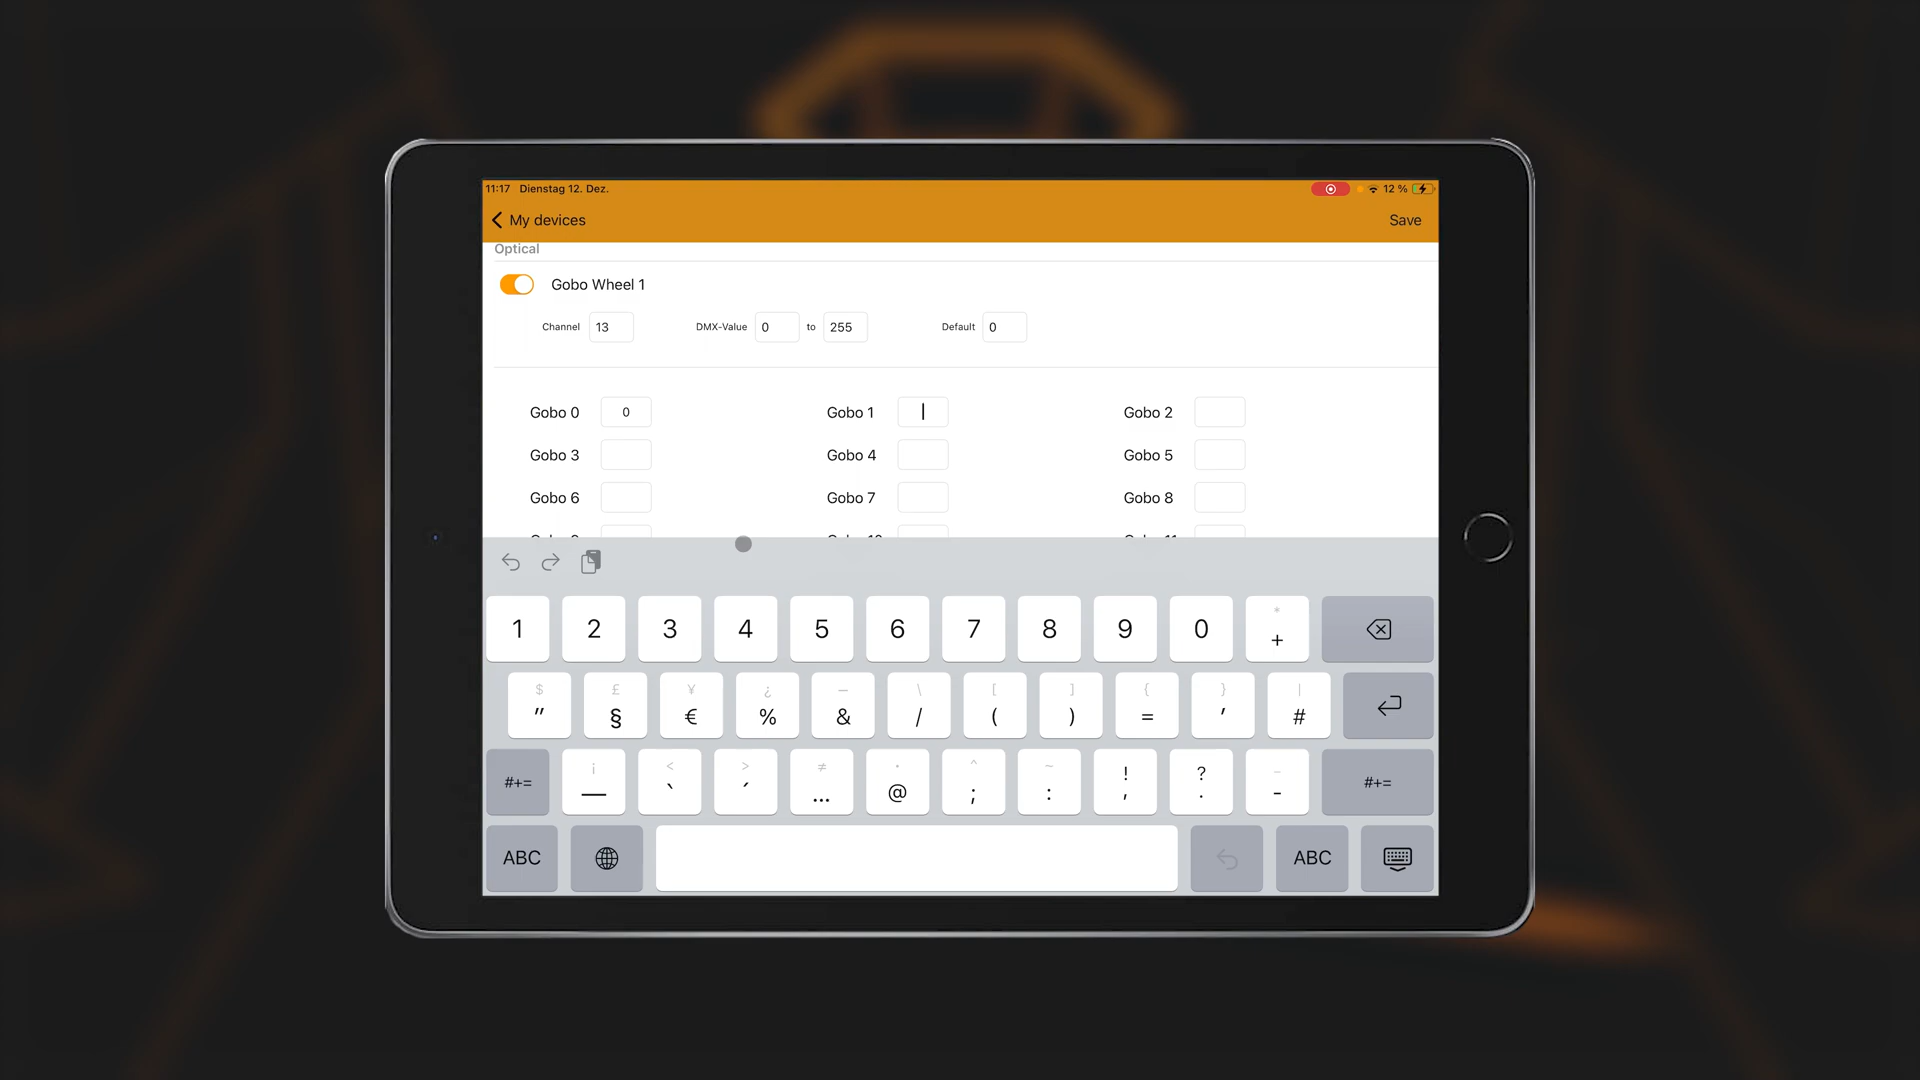 11:17 Dienstag 12. Dez. 12 %
My devices Save
Optical
Gobo Wheel 1
Channel 13 DMX-Value 0 to 255 Default 0
Gobo 0 0 Gobo 1 Gobo 2
Gobo 3 Gobo 4 Gobo 5
Gobo 6 Gobo 7 Gobo 8
1 2 3 4 5 6 7 8 9 0 * +
$ " £ § ¥ € ¿ % — & \ / [ ( ] ) { = } ' | #
#+= ¡ _ < ` > ´ ≠ … · @ ^ ; ~ : ! , ? . – - #+=
ABC ABC